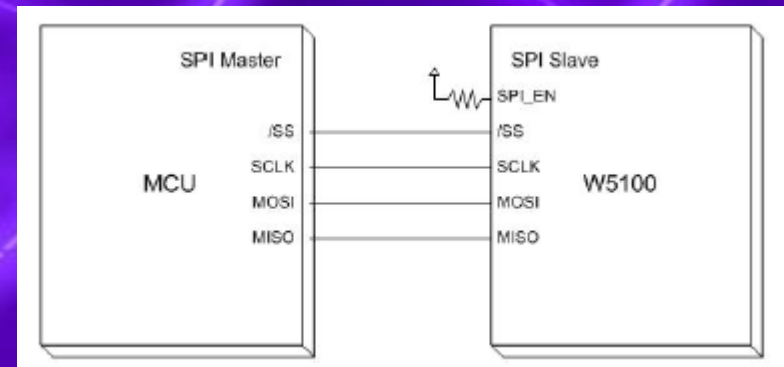 SPI Master
/SS
SCLK
MCU
MOSI
MISO
SPI Slave
SPI_EN
/SS
SCLK
W5100
MOSI
MISO